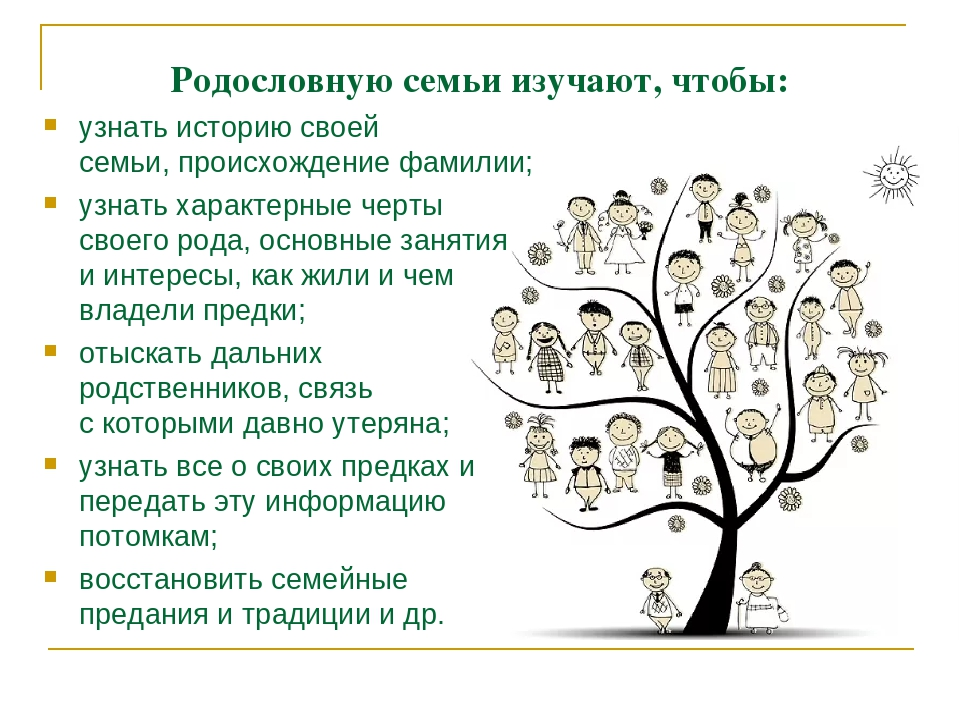 Родословную семьи изучают, чтобы:
узнать историю своей
семьи, происхождение фамилии;
узнать характерные черты
своего рода, основные занятия
и интересы, как жили и чем
владели предки;
отыскать дальних
родственников, связь
с которыми давно утеряна;
узнать все о своих предках и
передать эту информацию
потомкам;
восстановить семейные
предания и традиции и др.